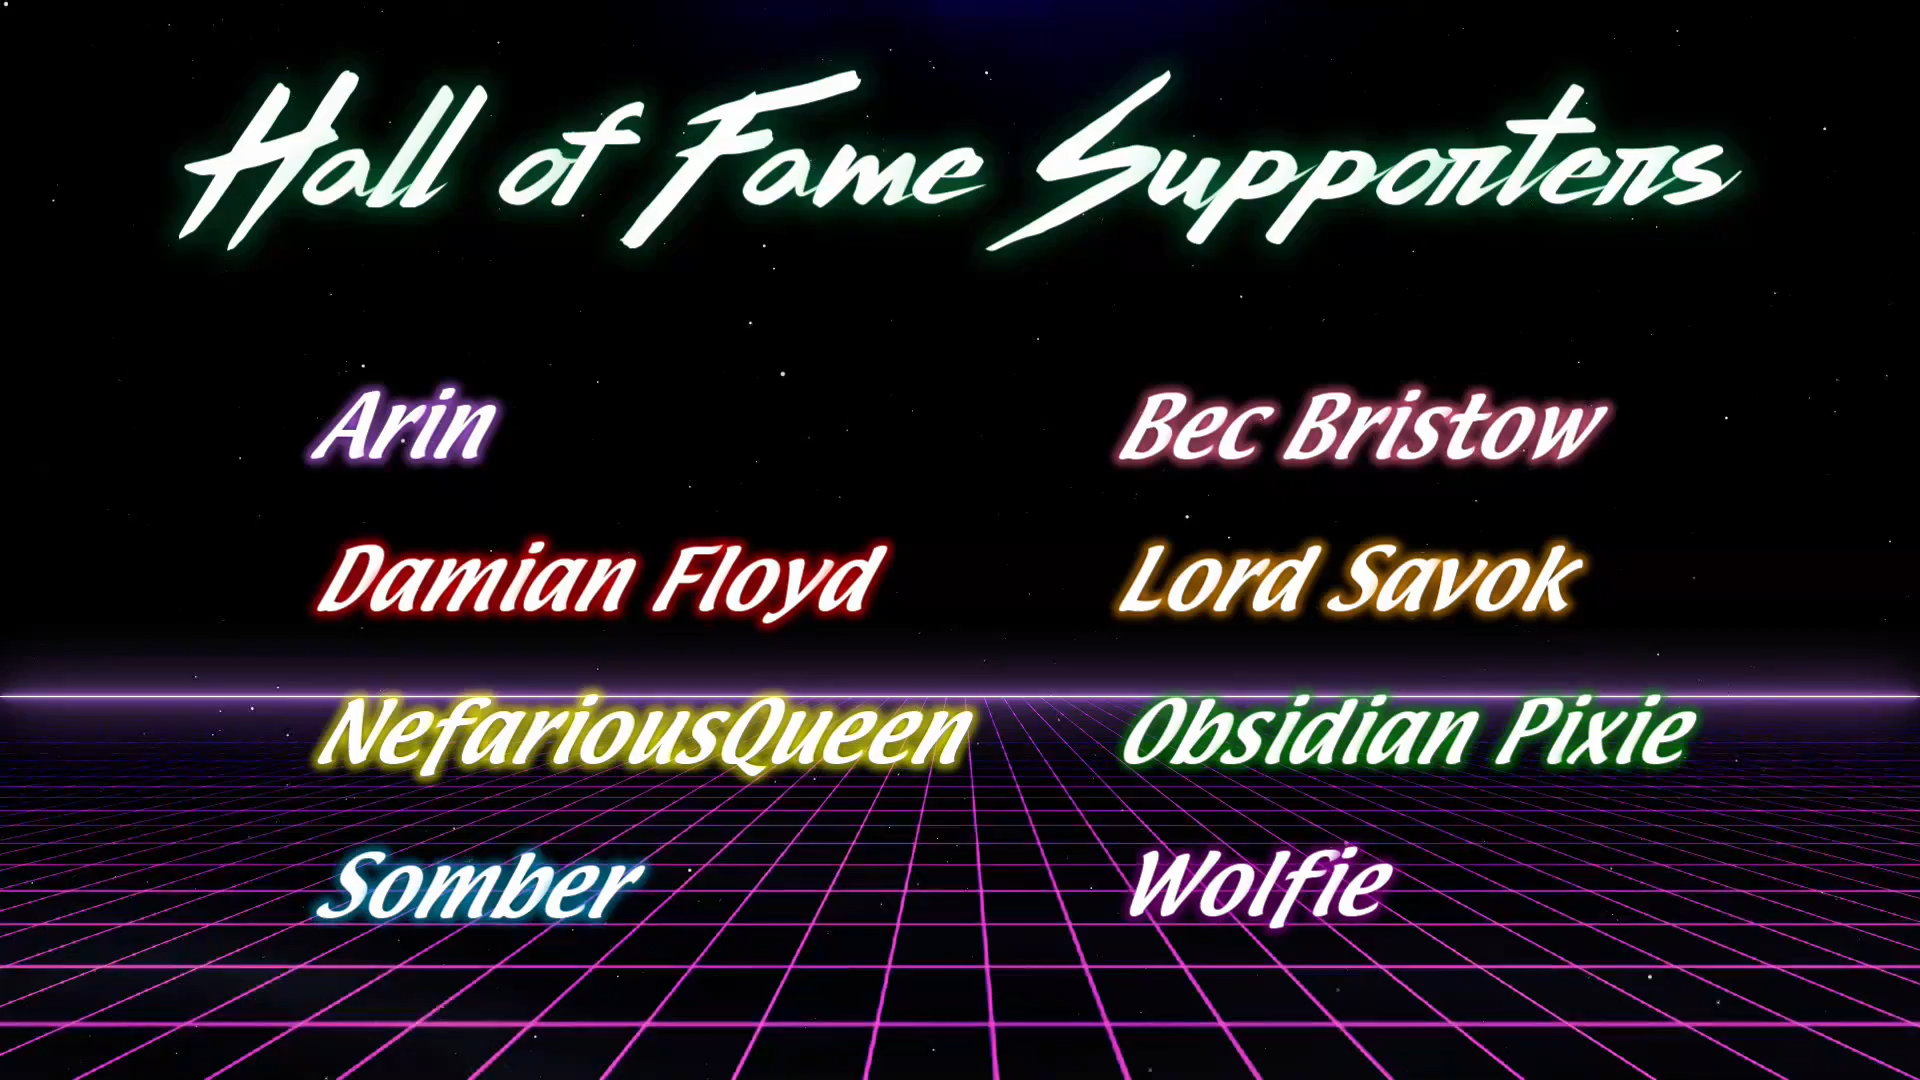 Hall of Fame Supporters
Arin
Bec Bristow
Damian Floyd
Lord Savok
NefariousQueen
Obsidian Pixie
Somber
Wolfie